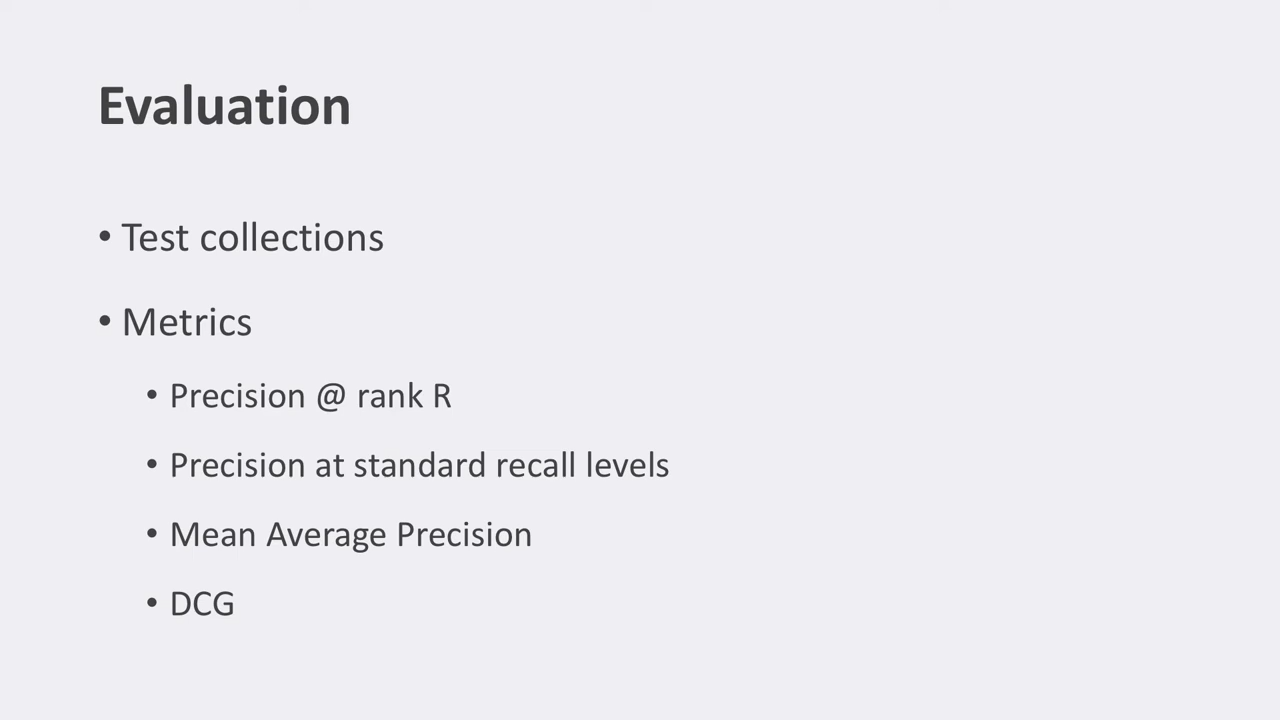 Evaluation
• Test collections
• Metrics
• Precision @ rank R
• Precision at standard recall levels
• Mean Average Precision
• DCG